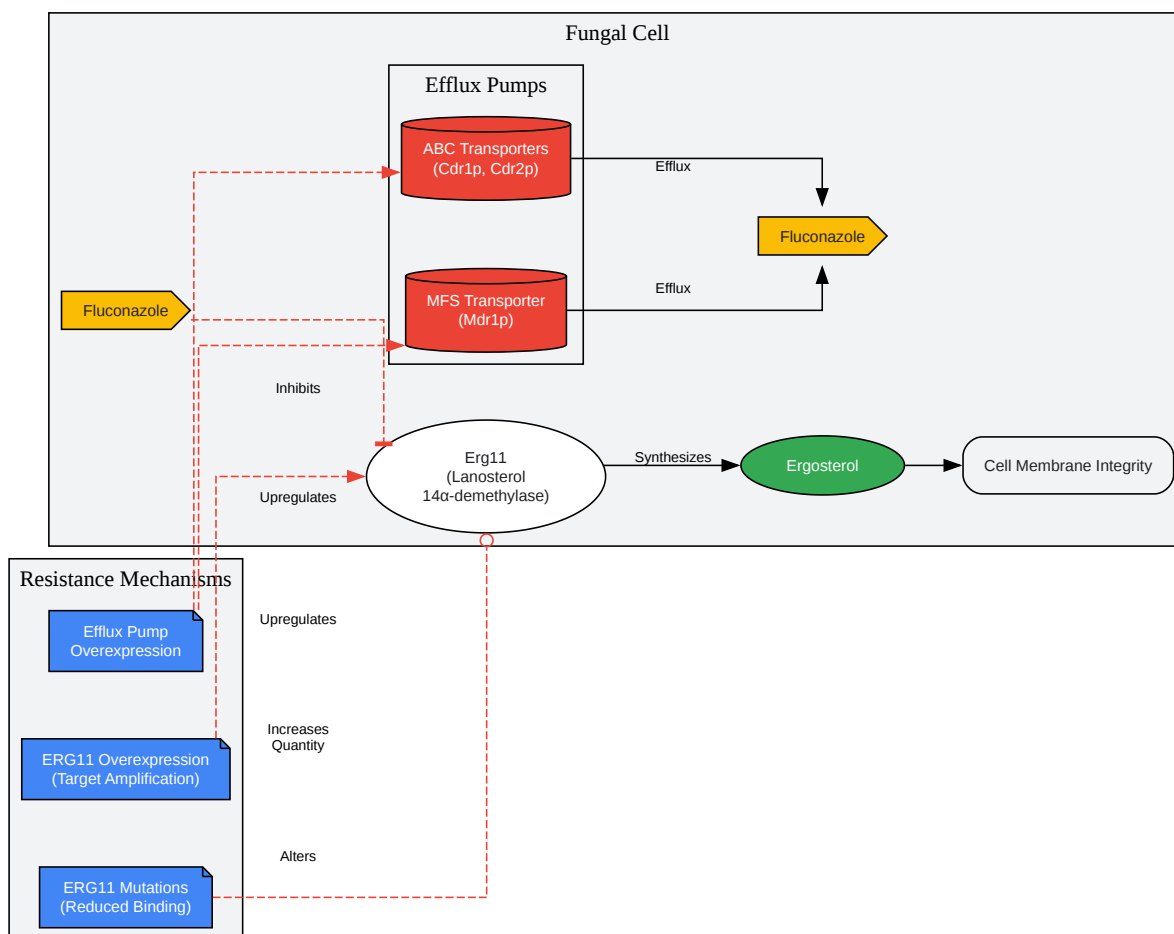 Fungal Cell
Efflux Pumps
ABC Transporters
(Cdr1p, Cdr2p)
Efflux
Fluconazole
MFS Transporter
(Mdr1p)
Efflux
Fluconazole
Inhibits
Erg11
(Lanosterol
14α-demethylase)
Synthesizes
Ergosterol
Cell Membrane Integrity
Upregulates
Resistance Mechanisms
Efflux Pump
Overexpression
Upregulates
ERG11 Overexpression
(Target Amplification)
Increases
Quantity
ERG11 Mutations
(Reduced Binding)
Alters